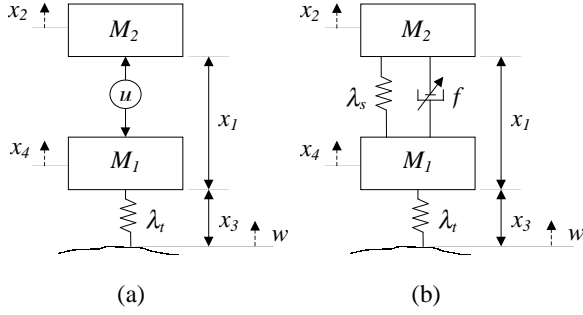 x₂
M₂
u
x₁
x₄
M₁
λₜ
x₃
w
(a)
x₂
M₂
λₛ
f
x₁
x₄
M₁
λₜ
x₃
w
(b)